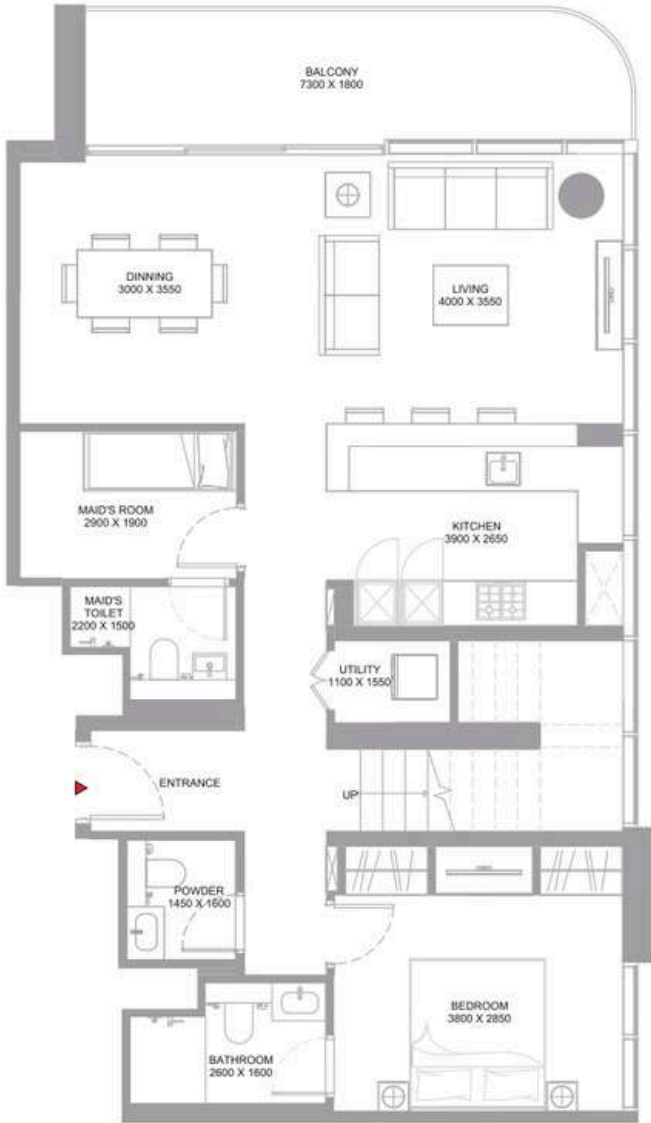 BALCONY
7300 X 1800
DINNING
3000 X 3550
LIVING
4000 X 3550
MAID'S ROOM
2900 X 1900
KITCHEN
3900 X 2650
MAID'S
TOILET
2200 X 1500
UTILITY
1100 X 1550
ENTRANCE
UP
POWDER
1450 X 1600
BEDROOM
3800 X 2850
BATHROOM
2600 X 1600